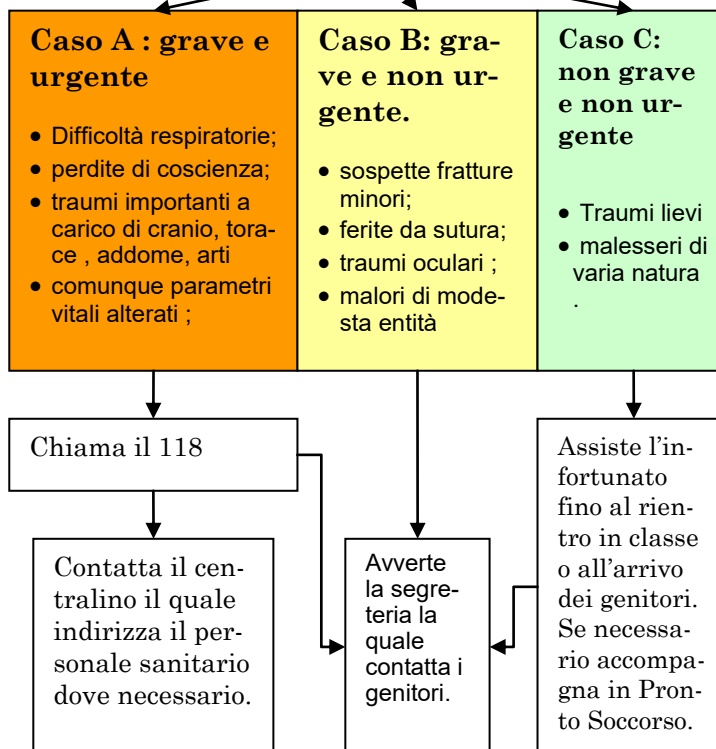 Caso A : grave e
urgente
• Difficoltà respiratorie;
• perdite di coscienza;
• traumi importanti a
carico di cranio, tora-
ce , addome, arti
• comunque parametri
vitali alterati ;
Caso B: gra-
ve e non ur-
gente.
• sospette fratture
minori;
• ferite da sutura;
• traumi oculari ;
• malori di mode-
sta entità
Caso C:
non grave
e non ur-
gente
• Traumi lievi
• malesseri di
varia natura
.
Chiama il 118
Contatta il cen-
tralino il quale
indirizza il per-
sonale sanitario
dove necessario.
Avverte
la segre-
teria la
quale
contatta i
genitori.
Assiste l’in-
fortunato
fino al rien-
tro in classe
o all’arrivo
dei genitori.
Se necessa-
rio accompa-
gna in Pron-
to Soccorso.